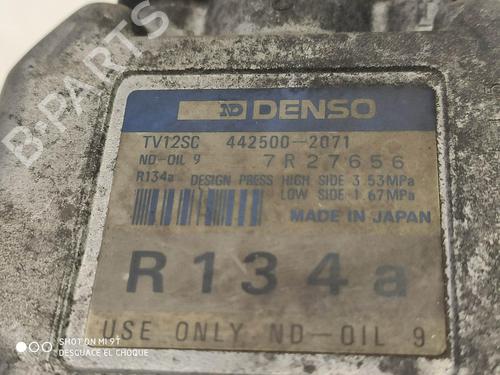 ND DENSO
TV12SC 442500-2071
ND-OIL 9 7R27656
R134a DESIGN PRESS HIGH SIDE 3.53MPa
LOW SIDE 1.67MPa
MADE IN JAPAN
R134a
USE ONLY ND-OIL 9
B-PARTS
SHOT ON MI 9T
DESGUACE EL CHOQUE